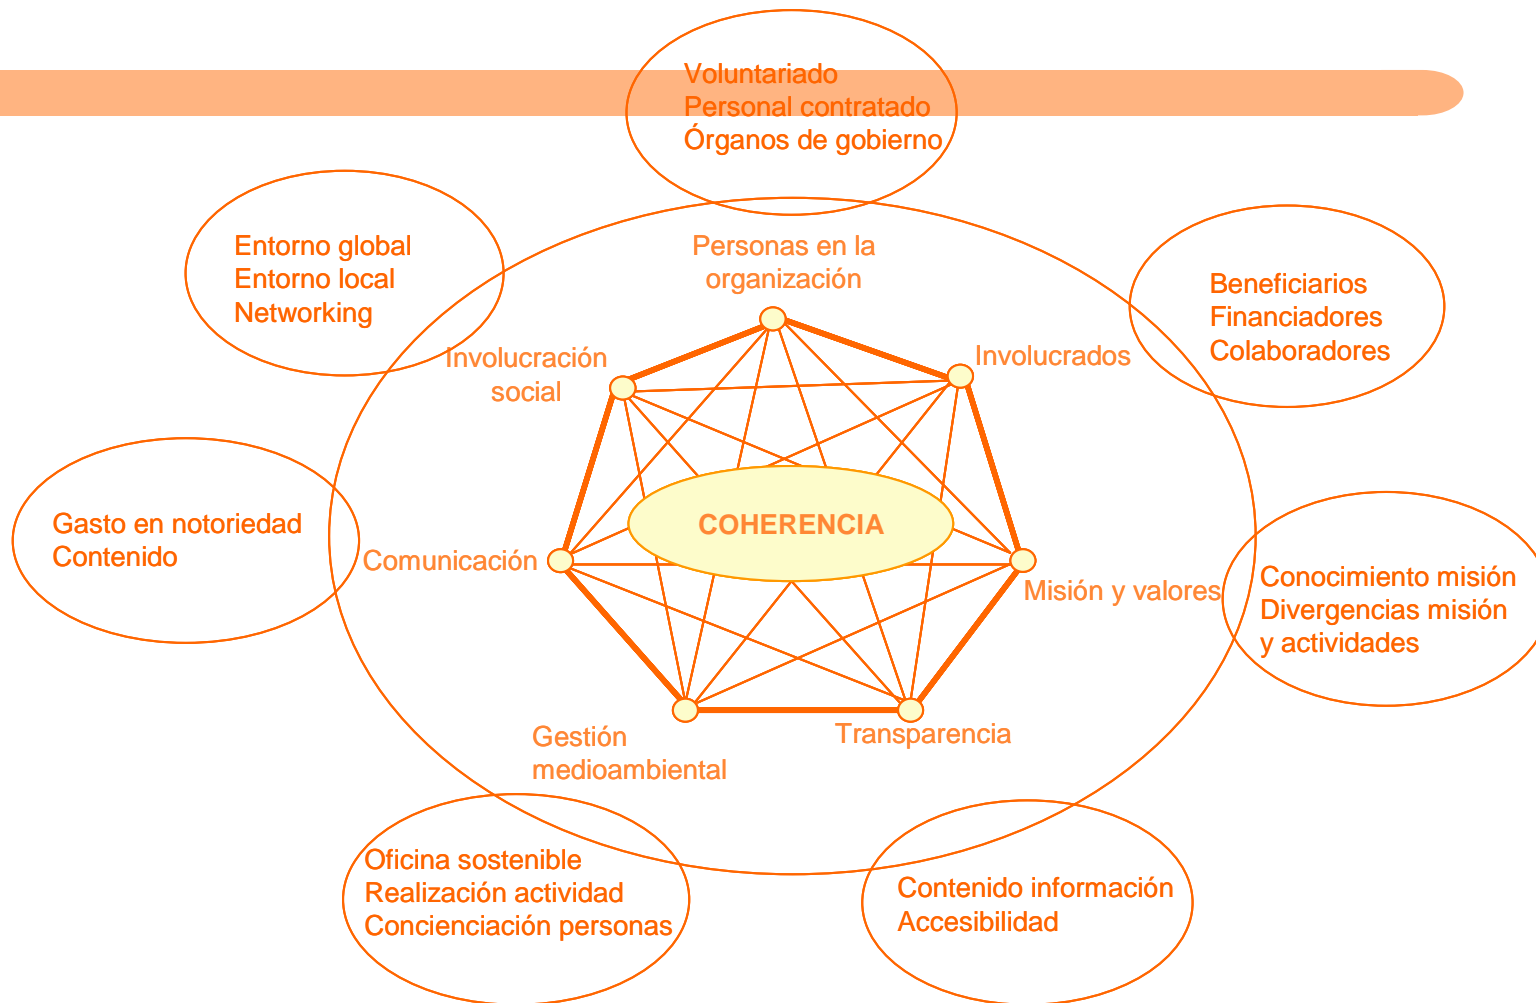 Voluntariado
Personal contratado
Órganos de gobierno
Entorno global
Entorno local
Networking
Personas en la
organización
Beneficiarios
Financiadores
Colaboradores
Involucración
social
Involucrados
Gasto en notoriedad
Contenido
COHERENCIA
Comunicación
Misión y valores
Conocimiento misión
Divergencias misión
y actividades
Gestión
medioambiental
Transparencia
Oficina sostenible
Realización actividad
Concienciación personas
Contenido información
Accesibilidad